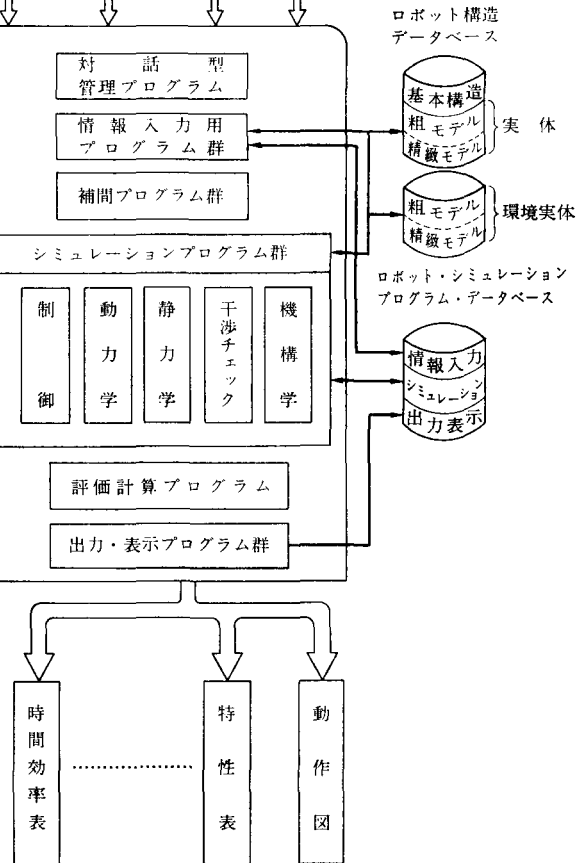 ロボット構造
データベース
対話型
管理プログラム
情報入力用
プログラム群
補間プログラム群
シミュレーションプログラム群
制御
動力学
静力学
干渉チェック
機構学
評価計算プログラム
出力・表示プログラム群
基本構造
粗モデル
精緻モデル
実体
粗モデル
精緻モデル
環境実体
ロボット・シミュレーション
プログラム・データベース
情報入力
シミュレーション
出力表示
時間効率表
特性表
動作図